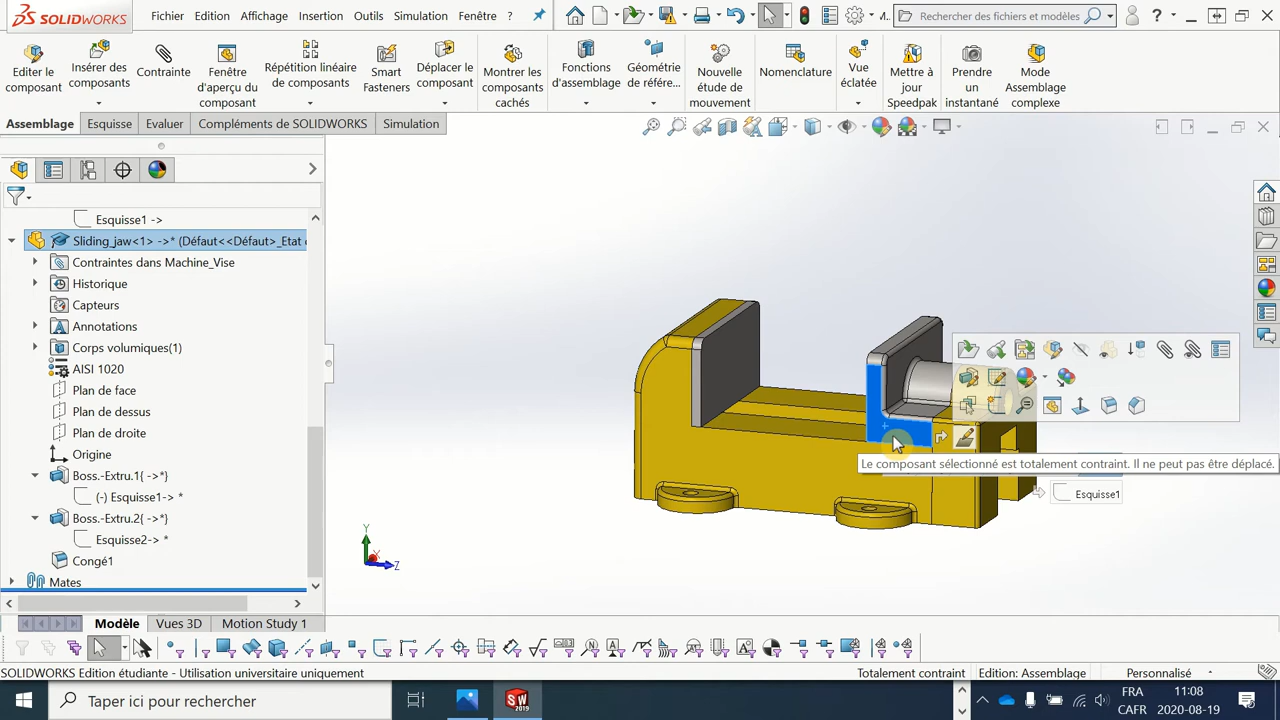 SOLIDWORKS
Fichier Edition Affichage Insertion Outils Simulation Fenêtre ?
Rechercher des fichiers et modèles
?
Editer le composant
Insérer des composants
Contrainte
Fenêtre d'aperçu du composant
Répétition linéaire de composants
Smart Fasteners
Déplacer le composant
Montrer les composants cachés
Fonctions d'assemblage
Géométrie de référe...
Nouvelle étude de mouvement
Nomenclature
Vue éclatée
Mettre à jour Speedpak
Prendre un instantané
Mode Assemblage complexe
Assemblage Esquisse Evaluer Compléments de SOLIDWORKS Simulation
Esquisse1 ->
Sliding_jaw<1> ->* (Défaut<<Défaut>_Etat d
Contraintes dans Machine_Vise
Historique
Capteurs
Annotations
Corps volumiques(1)
AISI 1020
Plan de face
Plan de dessus
Plan de droite
Origine
Boss.-Extru.1{ ->*}
(-) Esquisse1-> *
Boss.-Extru.2{ ->*}
Esquisse2-> *
Congé1
Mates
Le composant sélectionné est totalement contraint. Il ne peut pas être déplacé.
Esquisse1
Y
X
Z
Modèle Vues 3D Motion Study 1
SOLIDWORKS Edition étudiante - Utilisation universitaire uniquement
Totalement contraint Edition: Assemblage Personnalisé
Taper ici pour rechercher
SW
2019
FRA
CAFR
11:08
2020-08-19